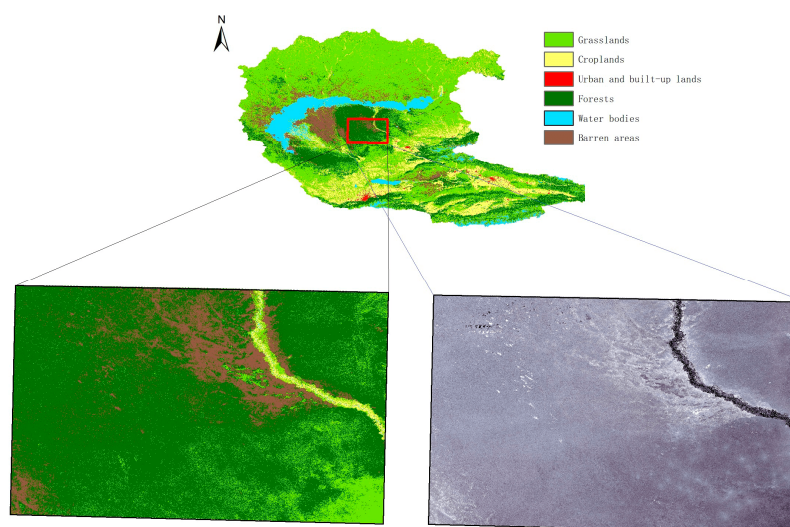 N
Grasslands
Croplands
Urban and built-up lands
Forests
Water bodies
Barren areas